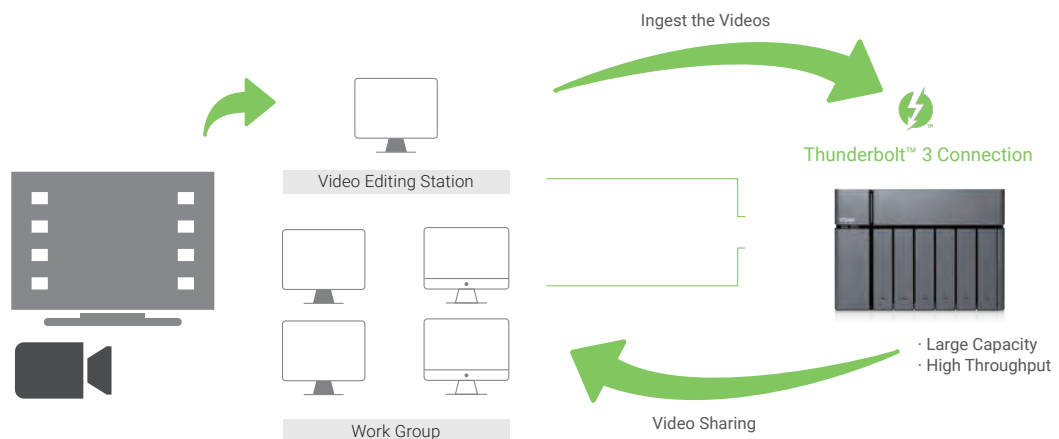 Ingest the Videos
Thunderbolt™ 3 Connection
Video Editing Station
· Large Capacity
· High Throughput
Video Sharing
Work Group